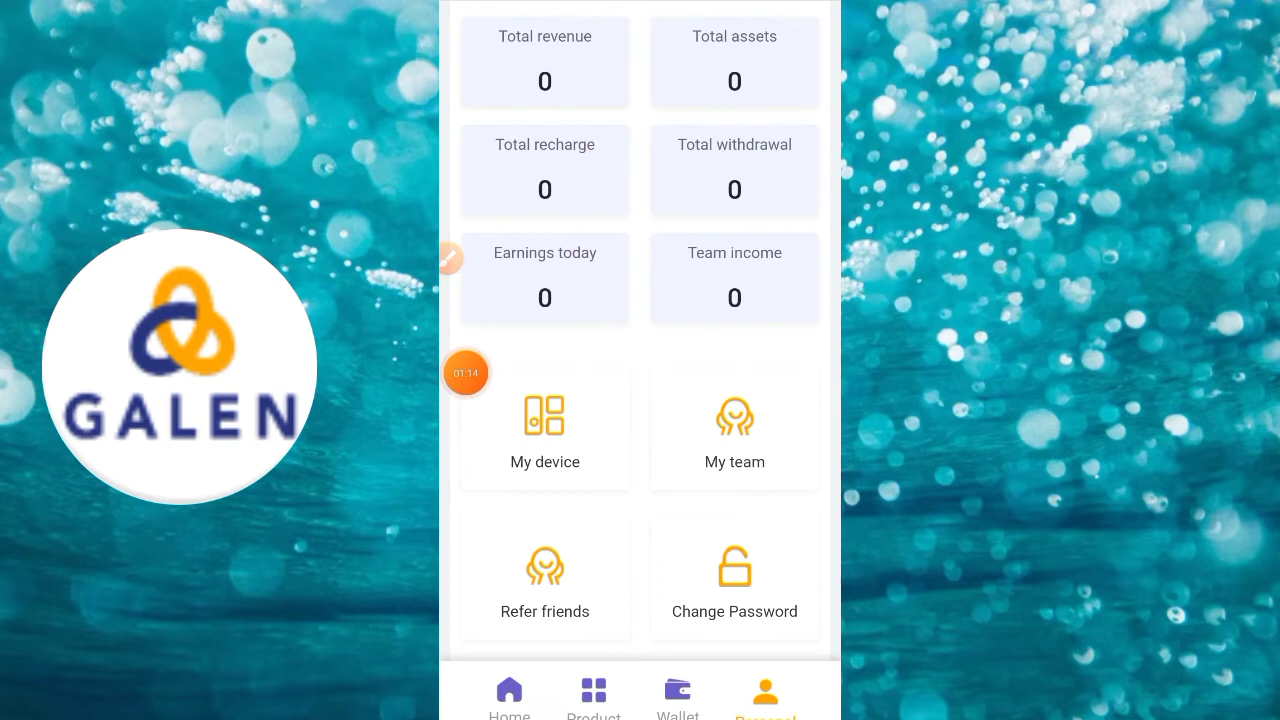 GALEN
Total revenue
0
Total assets
0
Total recharge
0
Total withdrawal
0
Earnings today
0
Team income
0
01:14
My device
My team
Refer friends
Change Password
Home
Product
Wallet
Personal